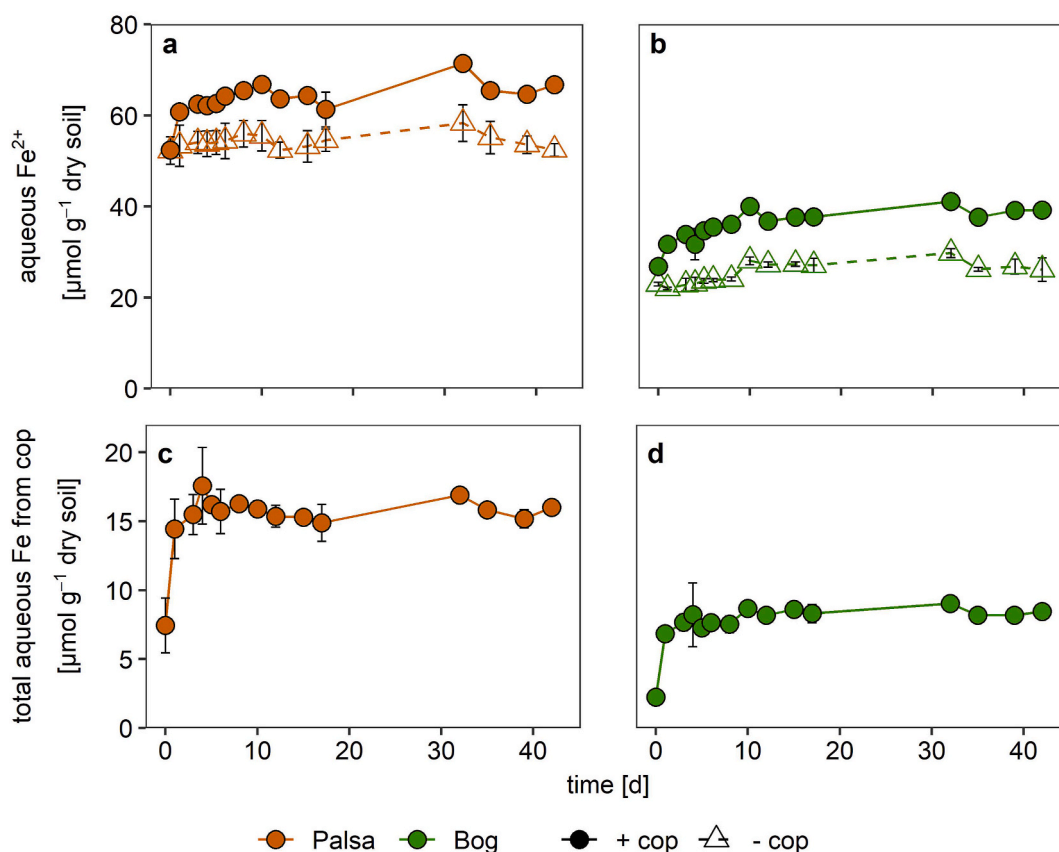 80
60
40
20
0
aqueous Fe²⁺
[µmol g⁻¹ dry soil]
a
b
20
15
10
5
0
total aqueous Fe from cop
[µmol g⁻¹ dry soil]
c
d
0 10 20 30 40
0 10 20 30 40
time [d]
Palsa Bog + cop - cop